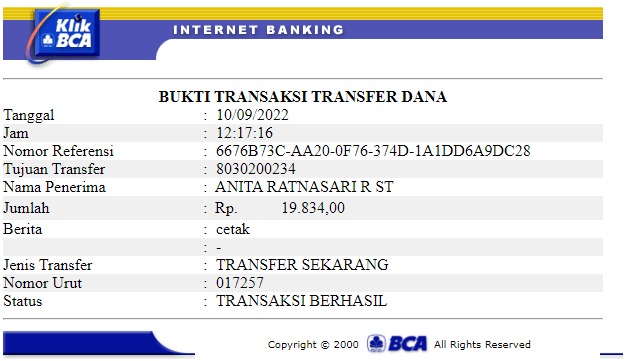 Klik BCA
INTERNET BANKING
BUKTI TRANSAKSI TRANSFER DANA
Tanggal : 10/09/2022
Jam : 12:17:16
Nomor Referensi : 6676B73C-AA20-0F76-374D-1A1DD6A9DC28
Tujuan Transfer : 8030200234
Nama Penerima : ANITA RATNASARI R ST
Jumlah : Rp. 19.834,00
Berita : cetak
: -
Jenis Transfer : TRANSFER SEKARANG
Nomor Urut : 017257
Status : TRANSAKSI BERHASIL
Copyright © 2000 BCA All Rights Reserved